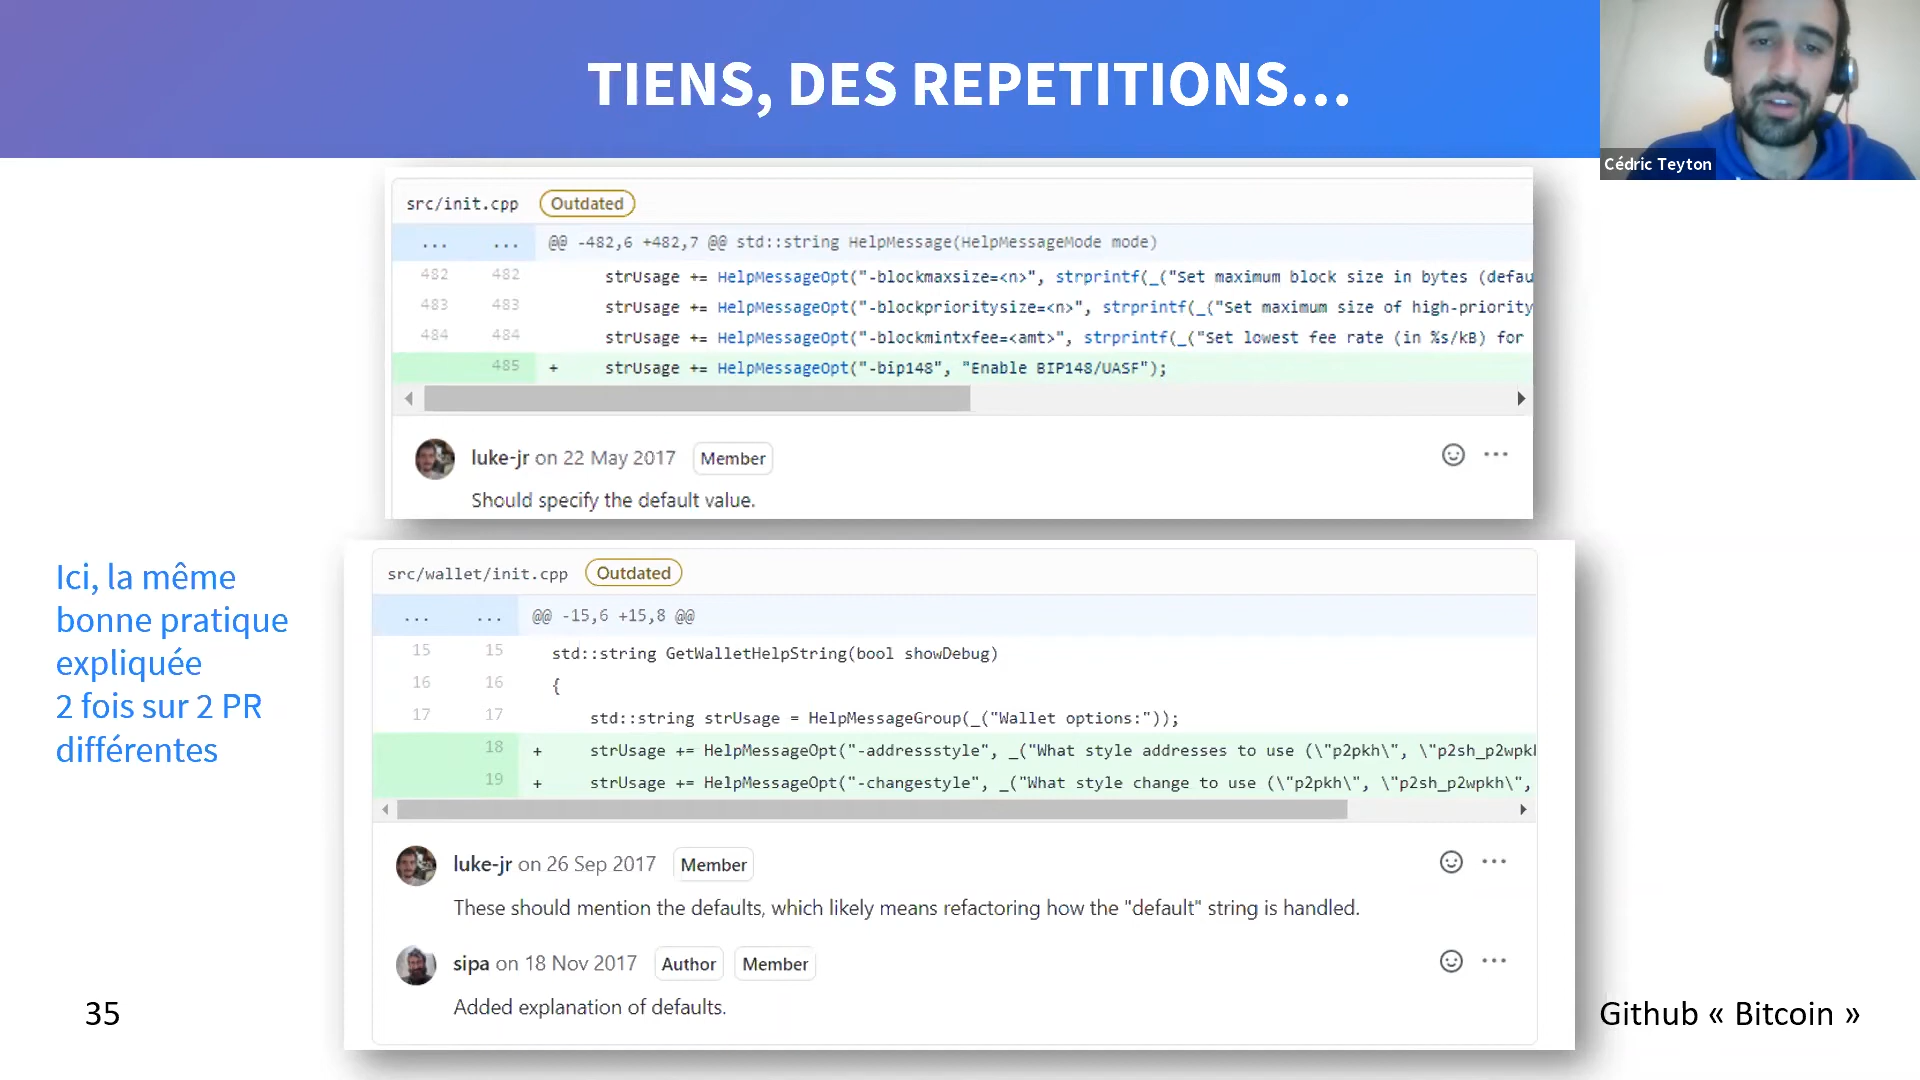 TIENS, DES REPETITIONS...
Cédric Teyton
src/init.cpp Outdated
... ... @@ -482,6 +482,7 @@ std::string HelpMessage(HelpMessageMode mode)
482 482 strUsage += HelpMessageOpt("-blockmaxsize=<n>", strprintf(_("Set maximum block size in bytes (defau
483 483 strUsage += HelpMessageOpt("-blockprioritysize=<n>", strprintf(_("Set maximum size of high-priority
484 484 strUsage += HelpMessageOpt("-blockmintxfee=<amt>", strprintf(_("Set lowest fee rate (in %s/kB) for
485 + strUsage += HelpMessageOpt("-bip148", "Enable BIP148/UASF");
luke-jr on 22 May 2017 Member
Should specify the default value.
Ici, la même
bonne pratique
expliquée
2 fois sur 2 PR
différentes
src/wallet/init.cpp Outdated
... ... @@ -15,6 +15,8 @@
15 15 std::string GetWalletHelpString(bool showDebug)
16 16 {
17 17 std::string strUsage = HelpMessageGroup(_("Wallet options:"));
18 + strUsage += HelpMessageOpt("-addressstyle", _("What style addresses to use (\"p2pkh\", \"p2sh_p2wpkh
19 + strUsage += HelpMessageOpt("-changestyle", _("What style change to use (\"p2pkh\", \"p2sh_p2wpkh\",
luke-jr on 26 Sep 2017 Member
These should mention the defaults, which likely means refactoring how the "default" string is handled.
sipa on 18 Nov 2017 Author Member
Added explanation of defaults.
35
Github « Bitcoin »